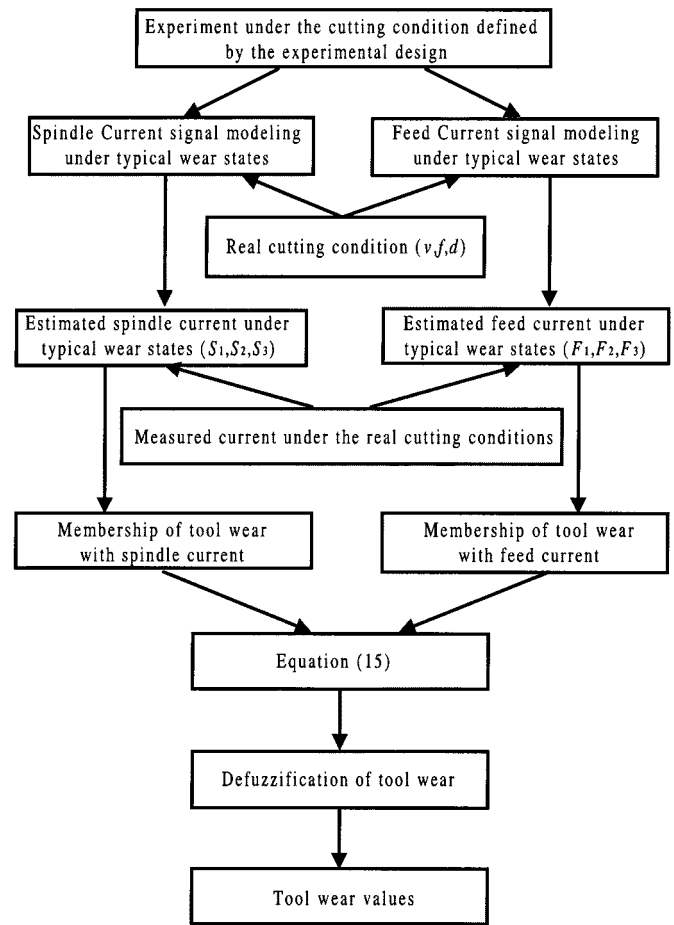 Experiment under the cutting condition defined
by the experimental design
Spindle Current signal modeling
under typical wear states
Feed Current signal modeling
under typical wear states
Real cutting condition (v,f,d)
Estimated spindle current under
typical wear states (S₁,S₂,S₃)
Estimated feed current under
typical wear states (F₁,F₂,F₃)
Measured current under the real cutting conditions
Membership of tool wear
with spindle current
Membership of tool wear
with feed current
Equation (15)
Defuzzification of tool wear
Tool wear values